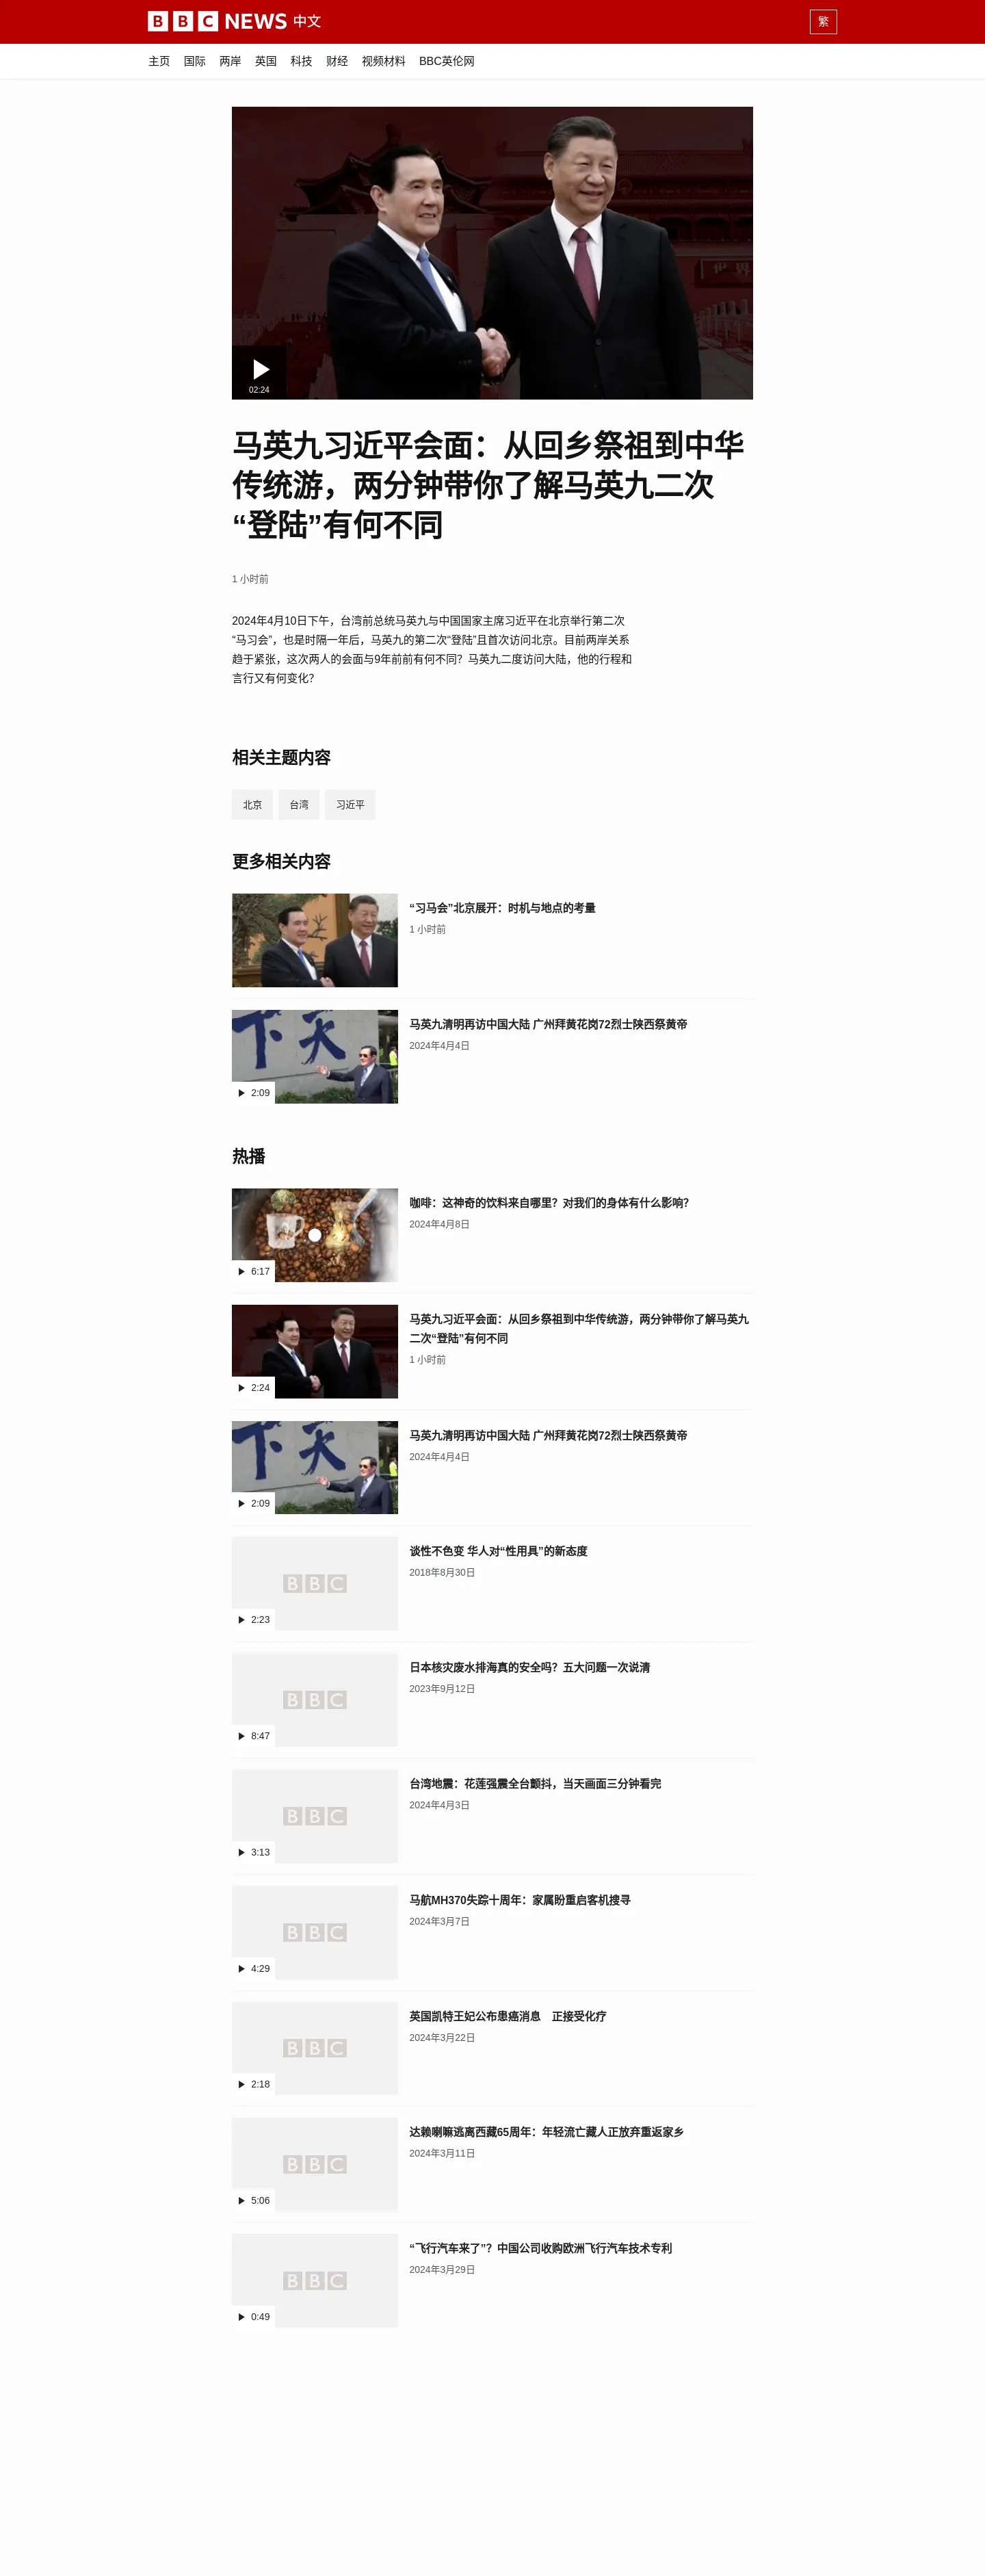 BBC NEWS 中文
繁
主页 国际 两岸 英国 科技 财经 视频材料 BBC英伦网
02:24
马英九习近平会面：从回乡祭祖到中华
传统游，两分钟带你了解马英九二次
“登陆”有何不同
1 小时前
2024年4月10日下午，台湾前总统马英九与中国国家主席习近平在北京举行第二次
“马习会”，也是时隔一年后，马英九的第二次“登陆”且首次访问北京。目前两岸关系
趋于紧张，这次两人的会面与9年前前有何不同？马英九二度访问大陆，他的行程和
言行又有何变化？
相关主题内容
北京 台湾 习近平
更多相关内容
“习马会”北京展开：时机与地点的考量
1 小时前
马英九清明再访中国大陆 广州拜黄花岗72烈士陕西祭黄帝
2024年4月4日
下天
2:09
热播
咖啡：这神奇的饮料来自哪里？对我们的身体有什么影响？
2024年4月8日
6:17
马英九习近平会面：从回乡祭祖到中华传统游，两分钟带你了解马英九
二次“登陆”有何不同
1 小时前
2:24
马英九清明再访中国大陆 广州拜黄花岗72烈士陕西祭黄帝
2024年4月4日
下天
2:09
谈性不色变 华人对“性用具”的新态度
2018年8月30日
BBC
2:23
日本核灾废水排海真的安全吗？五大问题一次说清
2023年9月12日
BBC
8:47
台湾地震：花莲强震全台颤抖，当天画面三分钟看完
2024年4月3日
BBC
3:13
马航MH370失踪十周年：家属盼重启客机搜寻
2024年3月7日
BBC
4:29
英国凯特王妃公布患癌消息　正接受化疗
2024年3月22日
BBC
2:18
达赖喇嘛逃离西藏65周年：年轻流亡藏人正放弃重返家乡
2024年3月11日
BBC
5:06
“飞行汽车来了”？中国公司收购欧洲飞行汽车技术专利
2024年3月29日
BBC
0:49